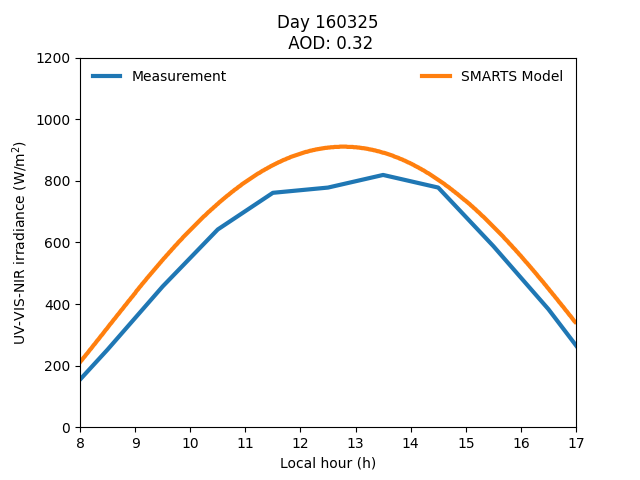 Day 160325
AOD: 0.32
1200
Measurement
SMARTS Model
1000
800
600
400
200
0
UV-VIS-NIR irradiance (W/m²)
8 9 10 11 12 13 14 15 16 17
Local hour (h)